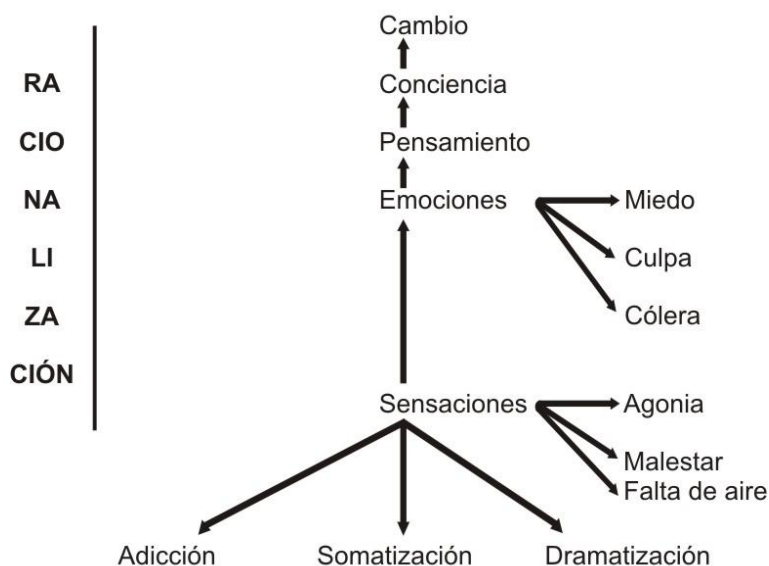 Cambio
RA
Conciencia
CIO
Pensamiento
NA
Emociones
Miedo
LI
Culpa
ZA
Cólera
CIÓN
Sensaciones
Agonia
Malestar
Falta de aire
Adicción
Somatización
Dramatización